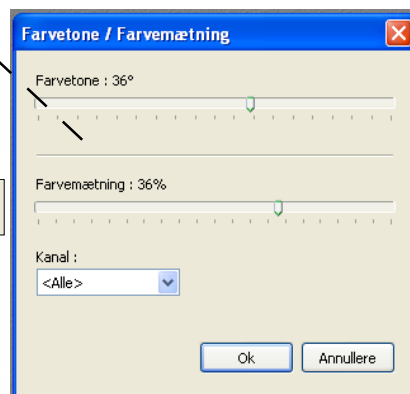 Farvetone / Farvemætning
Farvetone : 36°
Farvemætning : 36%
Kanal :
<Alle>
Ok
Annullere